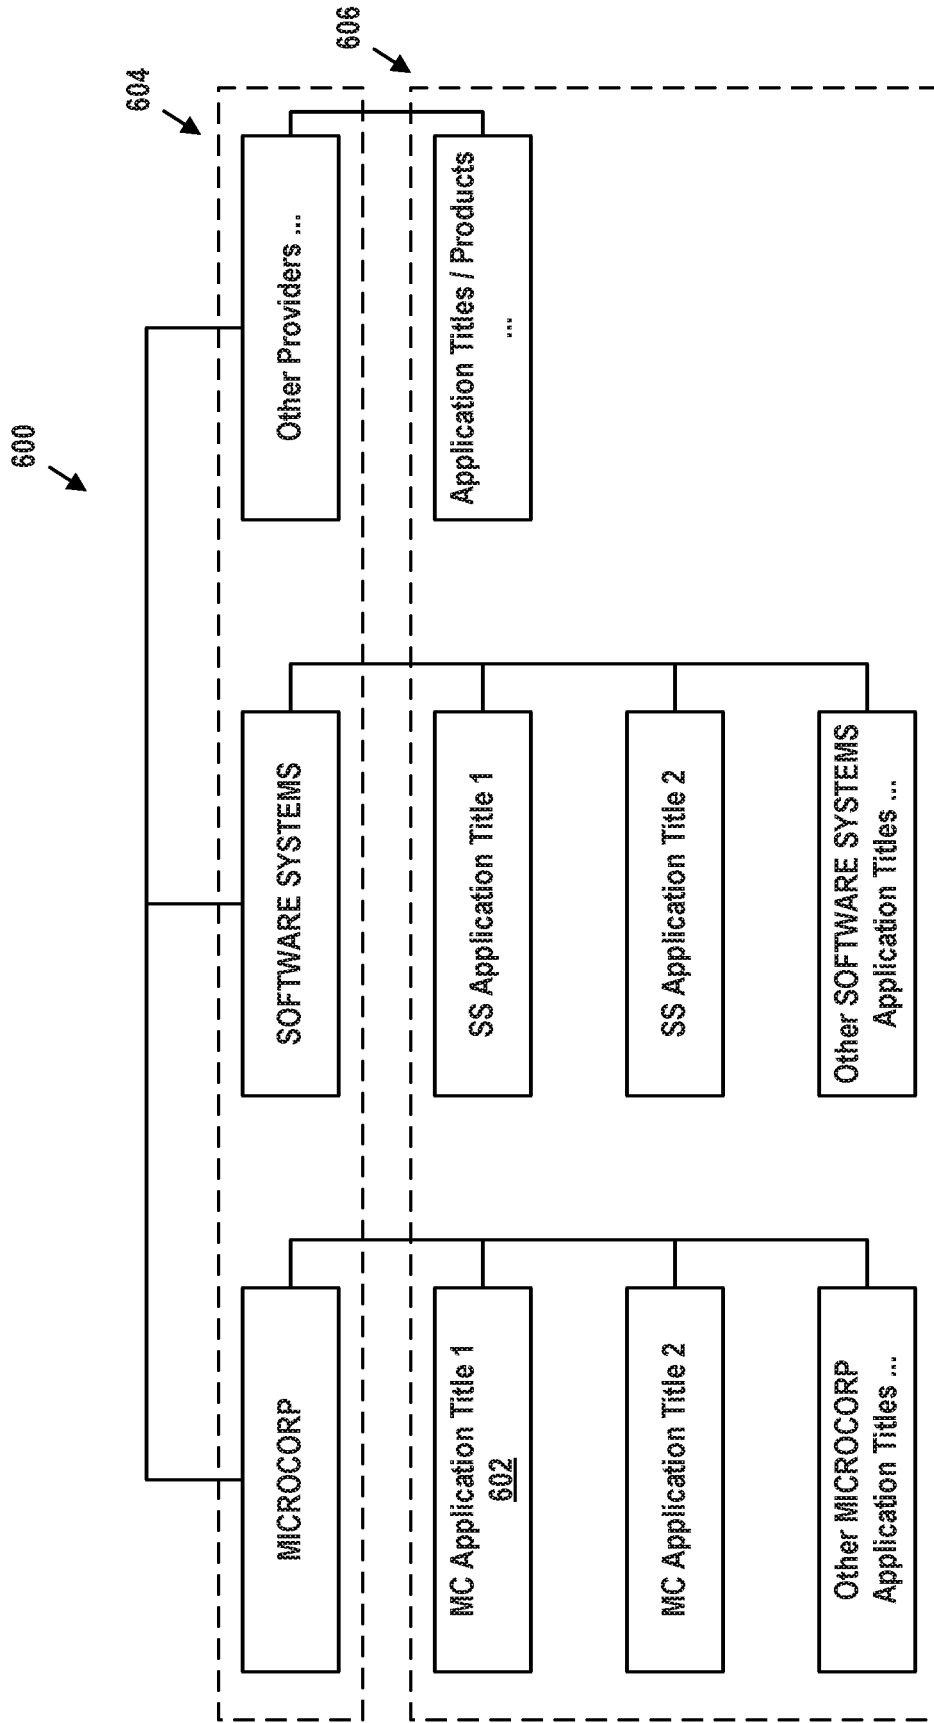 600
604
MICROCORP
SOFTWARE SYSTEMS
Other Providers ...
606
MC Application Title 1
602
SS Application Title 1
Application Titles / Products
...
MC Application Title 2
SS Application Title 2
Other MICROCORP
Application Titles ...
Other SOFTWARE SYSTEMS
Application Titles ...